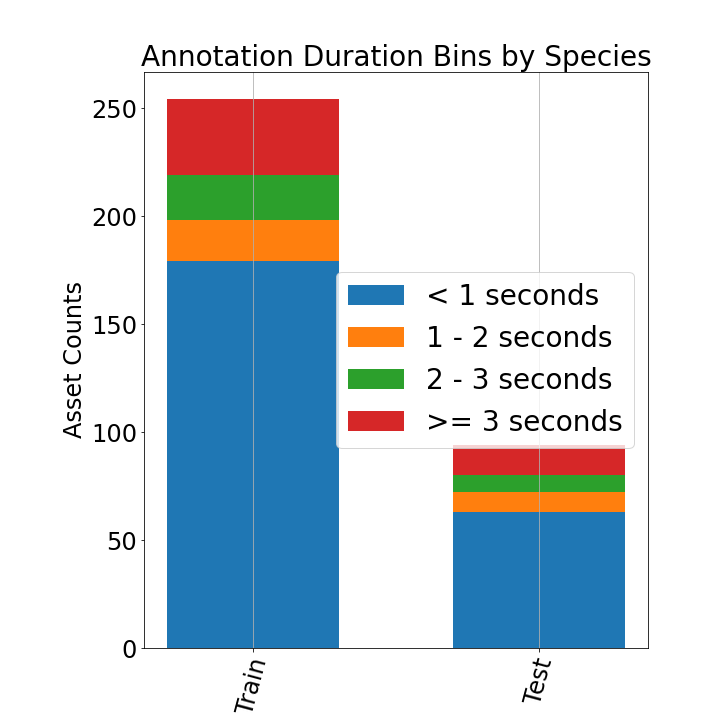 Annotation Duration Bins by Species
250
200
150
100
50
0
Asset Counts
< 1 seconds
1 - 2 seconds
2 - 3 seconds
>= 3 seconds
Train
Test